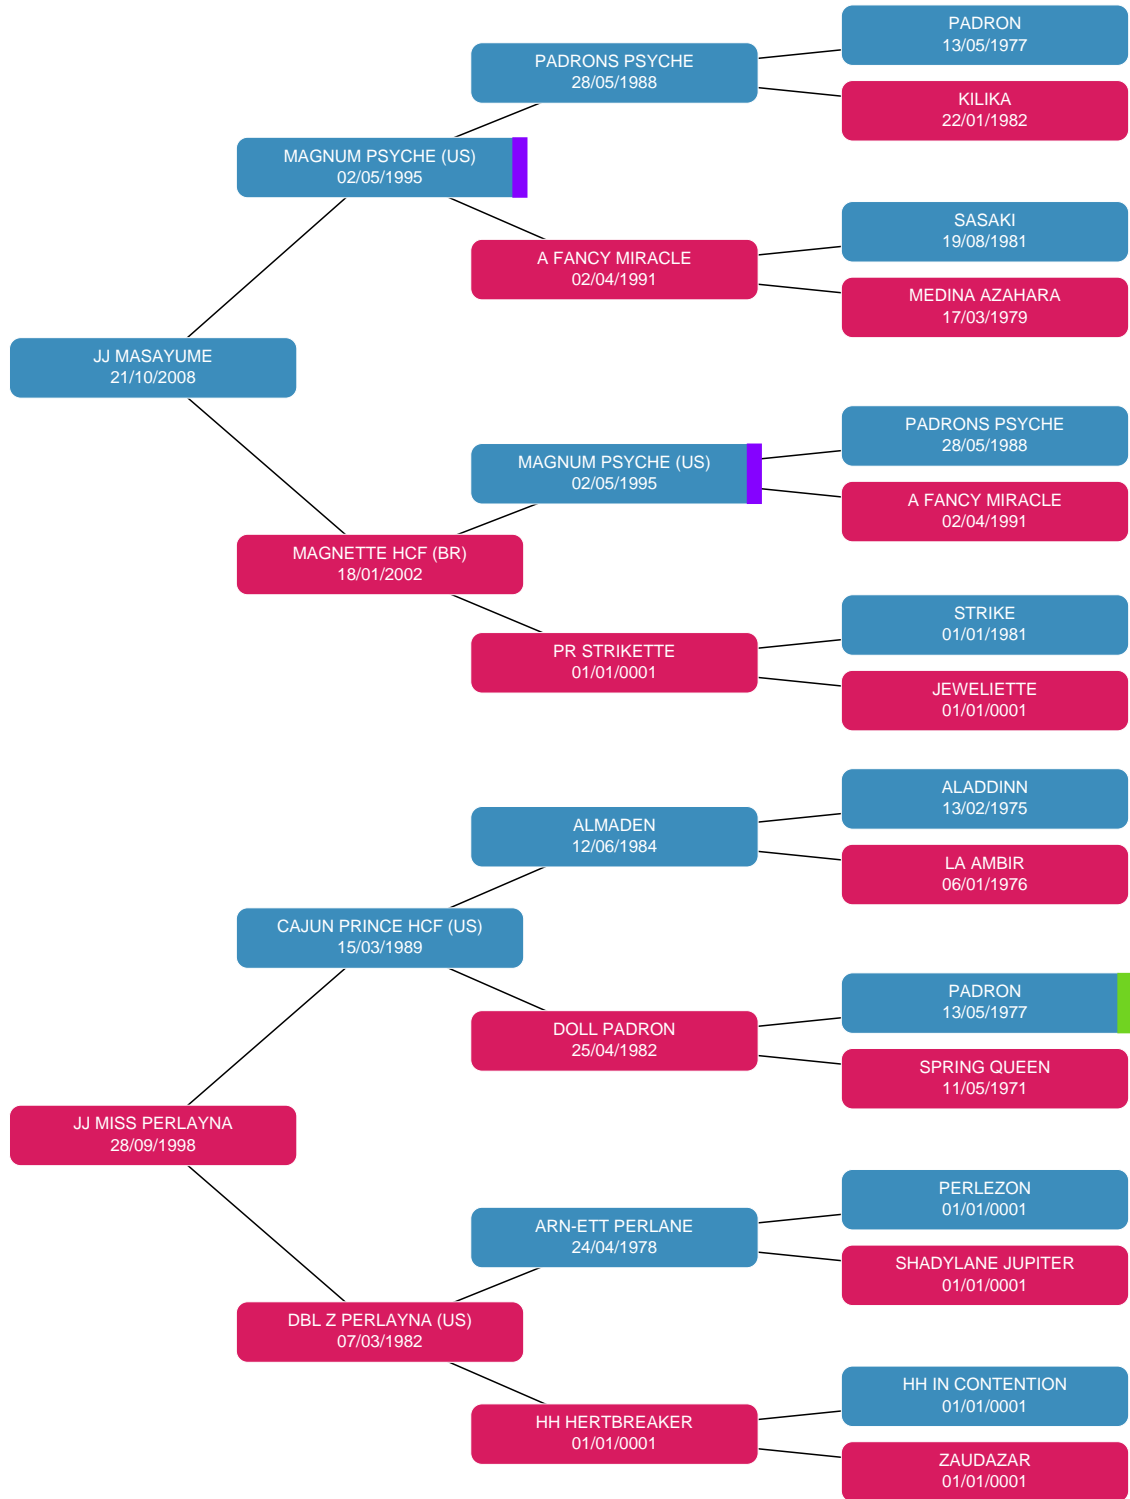 PADRON
13/05/1977
PADRONS PSYCHE
28/05/1988
KILIKA
22/01/1982
MAGNUM PSYCHE (US)
02/05/1995
SASAKI
19/08/1981
A FANCY MIRACLE
02/04/1991
MEDINA AZAHARA
17/03/1979
JJ MASAYUME
21/10/2008
PADRONS PSYCHE
28/05/1988
MAGNUM PSYCHE (US)
02/05/1995
A FANCY MIRACLE
02/04/1991
MAGNETTE HCF (BR)
18/01/2002
STRIKE
01/01/1981
PR STRIKETTE
01/01/0001
JEWELIETTE
01/01/0001
ALADDINN
13/02/1975
ALMADEN
12/06/1984
LA AMBIR
06/01/1976
CAJUN PRINCE HCF (US)
15/03/1989
PADRON
13/05/1977
DOLL PADRON
25/04/1982
SPRING QUEEN
11/05/1971
JJ MISS PERLAYNA
28/09/1998
PERLEZON
01/01/0001
ARN-ETT PERLANE
24/04/1978
SHADYLANE JUPITER
01/01/0001
DBL Z PERLAYNA (US)
07/03/1982
HH IN CONTENTION
01/01/0001
HH HERTBREAKER
01/01/0001
ZAUDAZAR
01/01/0001